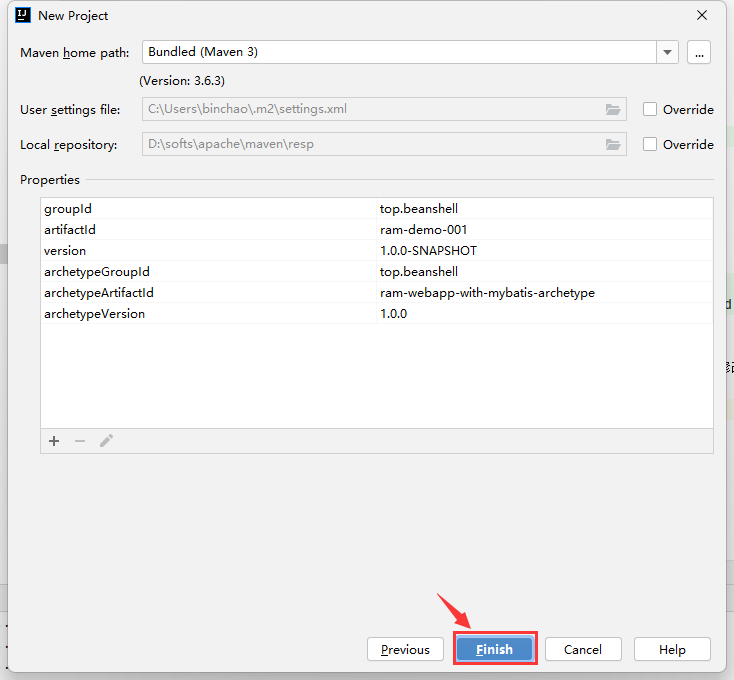 New Project
Maven home path: Bundled (Maven 3) ...
(Version: 3.6.3)
User settings file: C:\Users\binchao\.m2\settings.xml Override
Local repository: D:\softs\apache\maven\resp Override
Properties
groupId top.beanshell
artifactId ram-demo-001
version 1.0.0-SNAPSHOT
archetypeGroupId top.beanshell
archetypeArtifactId ram-webapp-with-mybatis-archetype
archetypeVersion 1.0.0
Previous Finish Cancel Help